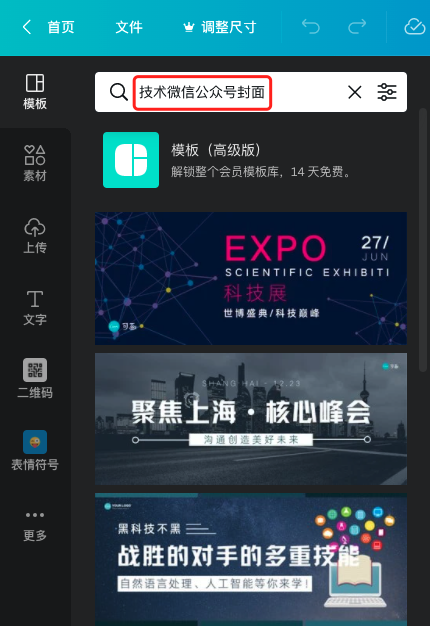 首页 文件 调整尺寸
模板
素材
上传
文字
二维码
表情符号
更多
技术微信公众号封面
模板（高级版）
解锁整个会员模板库，14 天免费。
EXPO
27/
JUN
SCIENTIFIC EXHIBITI
科技展
世博盛典/科技巅峰
SHANG HAI - 12.23
聚焦上海·核心峰会
沟通创造美好未来
黑科技不黑
战胜的对手的多重技能
自然语言处理、人工智能等你来学！